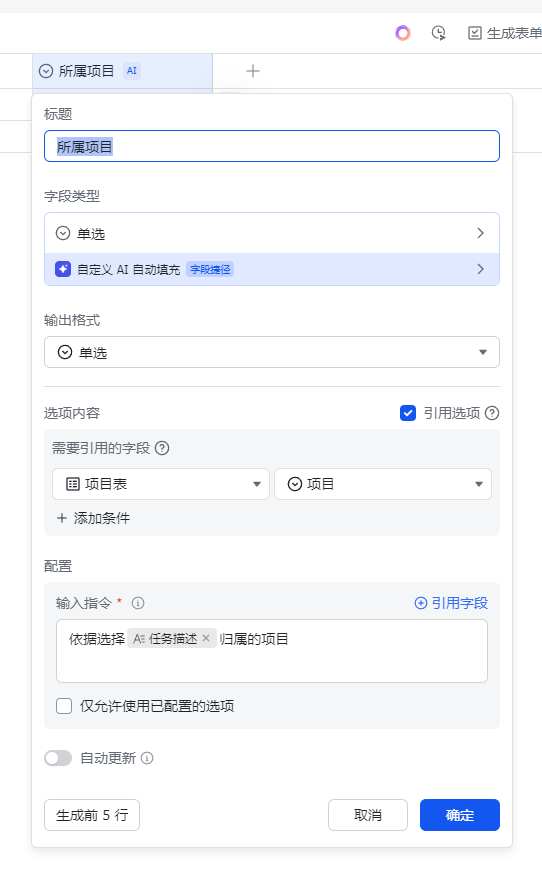 生成表单
所属项目 AI
标题
所属项目
字段类型
单选
自定义 AI 自动填充 字段捷径
输出格式
单选
选项内容 引用选项
需要引用的字段
项目表 项目
添加条件
配置
输入指令 * 引用字段
依据选择 任务描述 × 归属的项目
仅允许使用已配置的选项
自动更新
生成前 5 行 取消 确定